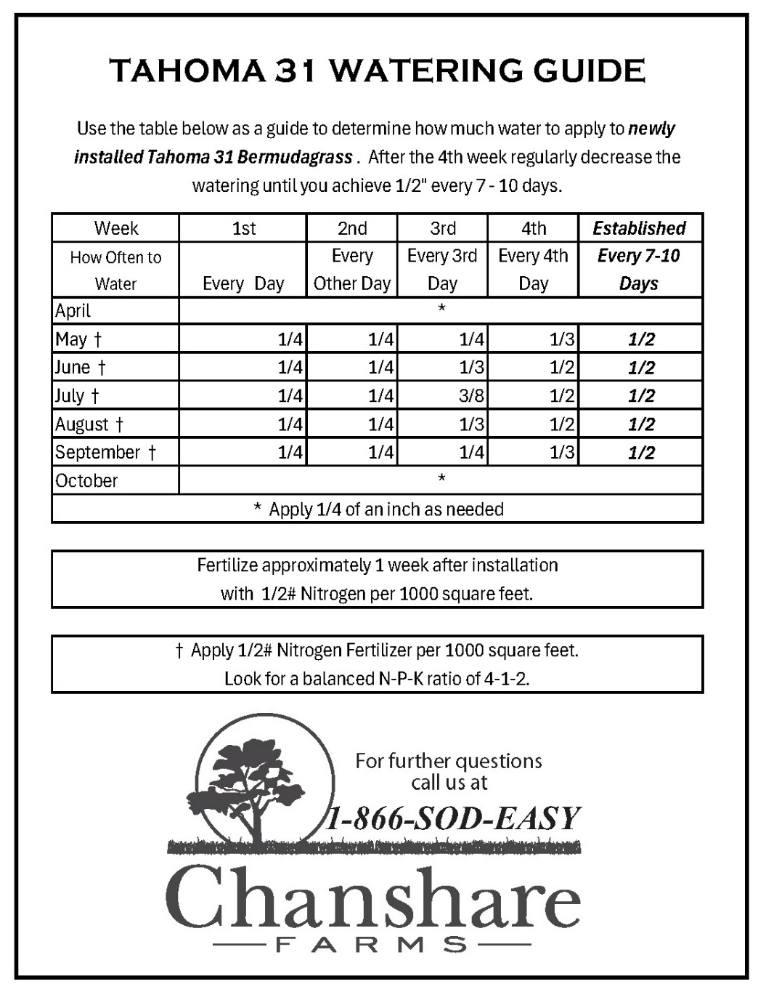 TAHOMA 31 WATERING GUIDE
Use the table below as a guide to determine how much water to apply to newly
installed Tahoma 31 Bermudagrass . After the 4th week regularly decrease the
watering until you achieve 1/2" every 7 - 10 days.
Week 1st 2nd 3rd 4th Established
How Often to Every Every 3rd Every 4th Every 7-10
Water Every Day Other Day Day Day Days
April *
May † 1/4 1/4 1/4 1/3 1/2
June † 1/4 1/4 1/3 1/2 1/2
July † 1/4 1/4 3/8 1/2 1/2
August † 1/4 1/4 1/3 1/2 1/2
September † 1/4 1/4 1/4 1/3 1/2
October *
* Apply 1/4 of an inch as needed
Fertilize approximately 1 week after installation
with 1/2# Nitrogen per 1000 square feet.
† Apply 1/2# Nitrogen Fertilizer per 1000 square feet.
Look for a balanced N-P-K ratio of 4-1-2.
For further questions
call us at
1-866-SOD-EASY
Chanshare
FARMS